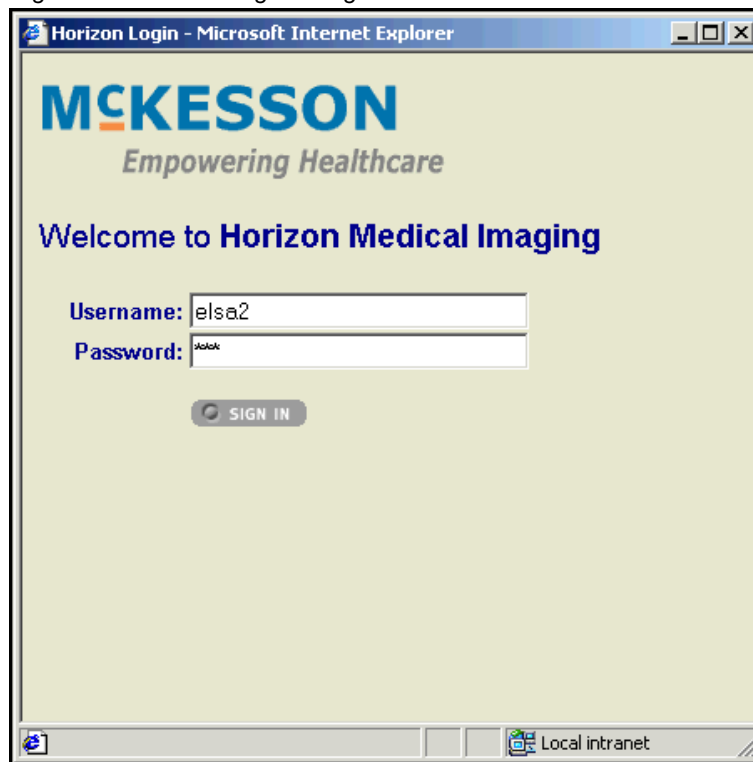 Horizon Login - Microsoft Internet Explorer
McKESSON
Empowering Healthcare
Welcome to Horizon Medical Imaging
Username: elsa2
Password: ****
SIGN IN
Local intranet